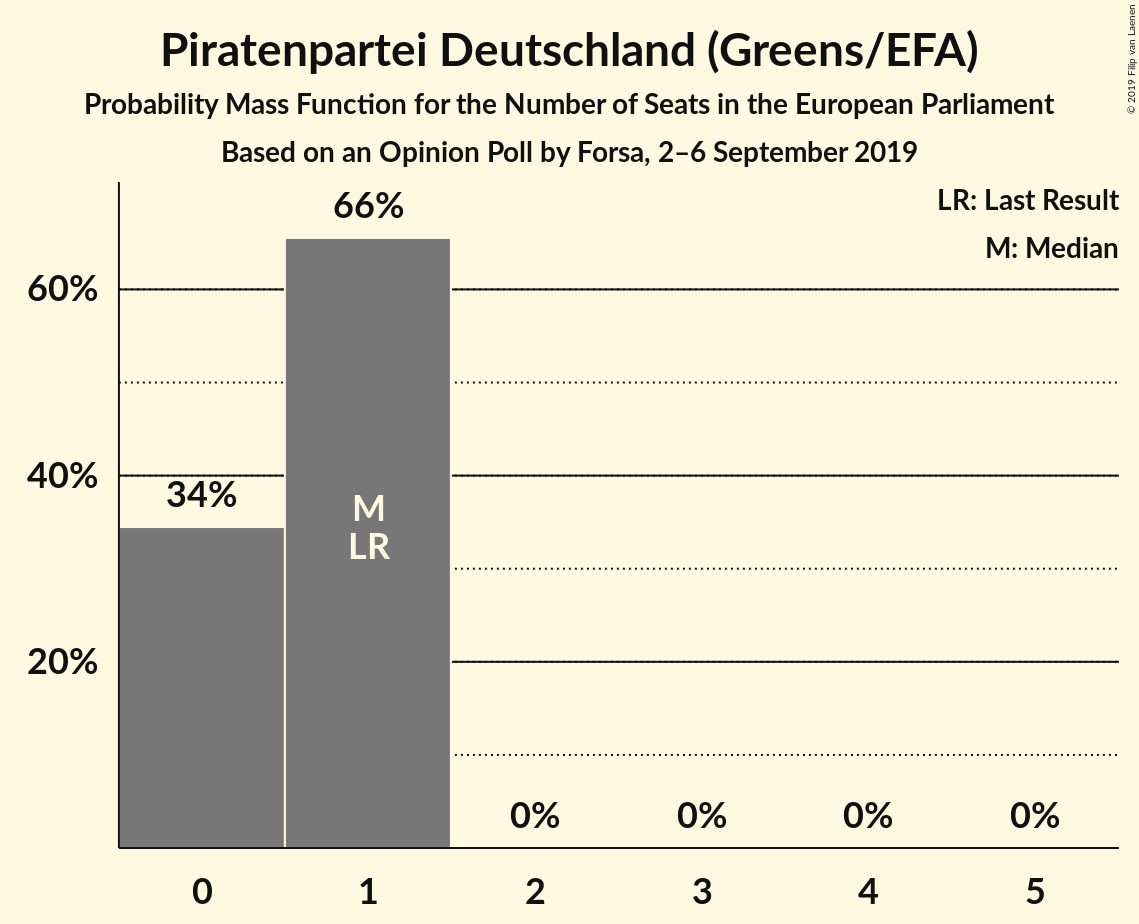 Piratenpartei Deutschland (Greens/EFA)
Probability Mass Function for the Number of Seats in the European Parliament
Based on an Opinion Poll by Forsa, 2–6 September 2019
© 2019 Filip van Laenen
LR: Last Result
M: Median
66%
60%
40%
34%
M
LR
20%
0% 0% 0% 0%
0 1 2 3 4 5